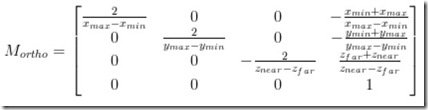 M_{ortho} = \begin{bmatrix} \frac{2}{x_{max}-x_{min}} & 0 & 0 & -\frac{x_{min}+x_{max}}{x_{max}-x_{min}} \\ 0 & \frac{2}{y_{max}-y_{min}} & 0 & -\frac{y_{min}+y_{max}}{y_{max}-y_{min}} \\ 0 & 0 & -\frac{2}{z_{near}-z_{far}} & \frac{z_{far}+z_{near}}{z_{near}-z_{far}} \\ 0 & 0 & 0 & 1 \end{bmatrix}